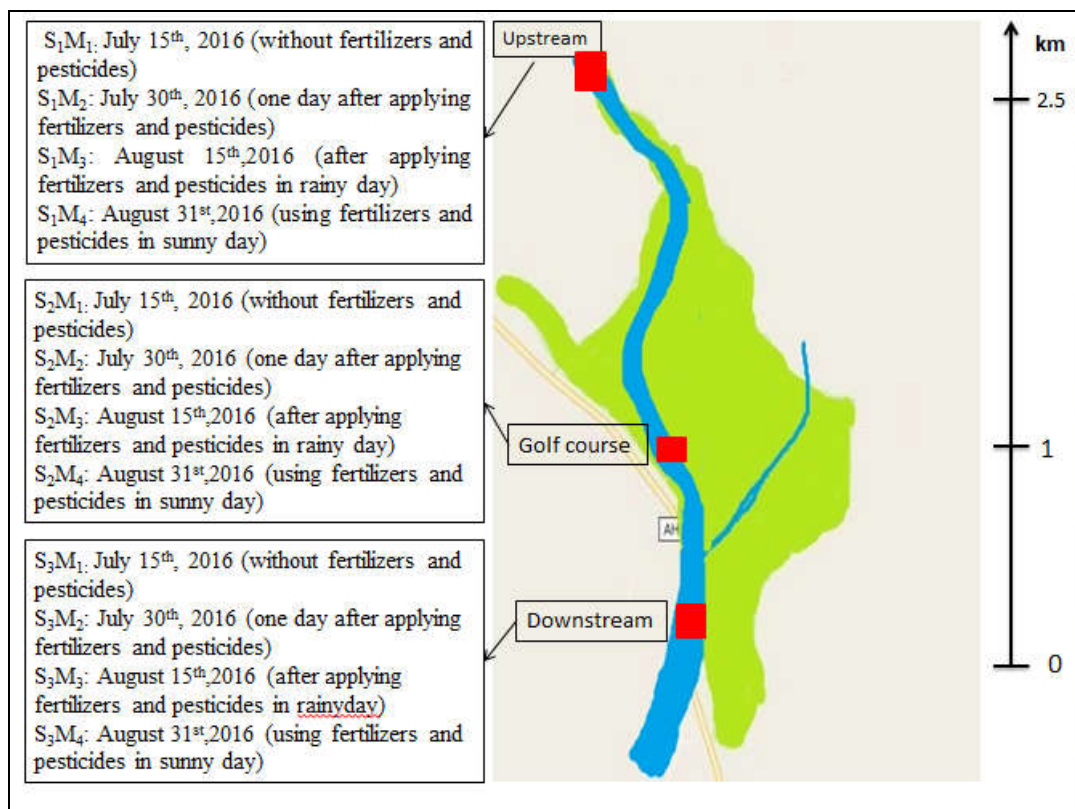 S₁M₁: July 15th, 2016 (without fertilizers and
pesticides)
S₁M₂: July 30th, 2016 (one day after applying
fertilizers and pesticides)
S₁M₃: August 15th,2016 (after applying
fertilizers and pesticides in rainy day)
S₁M₄: August 31st,2016 (using fertilizers and
pesticides in sunny day)
Upstream
km
2.5
S₂M₁: July 15th, 2016 (without fertilizers and
pesticides)
S₂M₂: July 30th, 2016 (one day after applying
fertilizers and pesticides)
S₂M₃: August 15th,2016 (after applying
fertilizers and pesticides in rainy day)
S₂M₄: August 31st,2016 (using fertilizers and
pesticides in sunny day)
Golf course
1
AH
S₃M₁: July 15th, 2016 (without fertilizers and
pesticides)
S₃M₂: July 30th, 2016 (one day after applying
fertilizers and pesticides)
S₃M₃: August 15th,2016 (after applying
fertilizers and pesticides in rainyday)
S₃M₄: August 31st,2016 (using fertilizers and
pesticides in sunny day)
Downstream
0